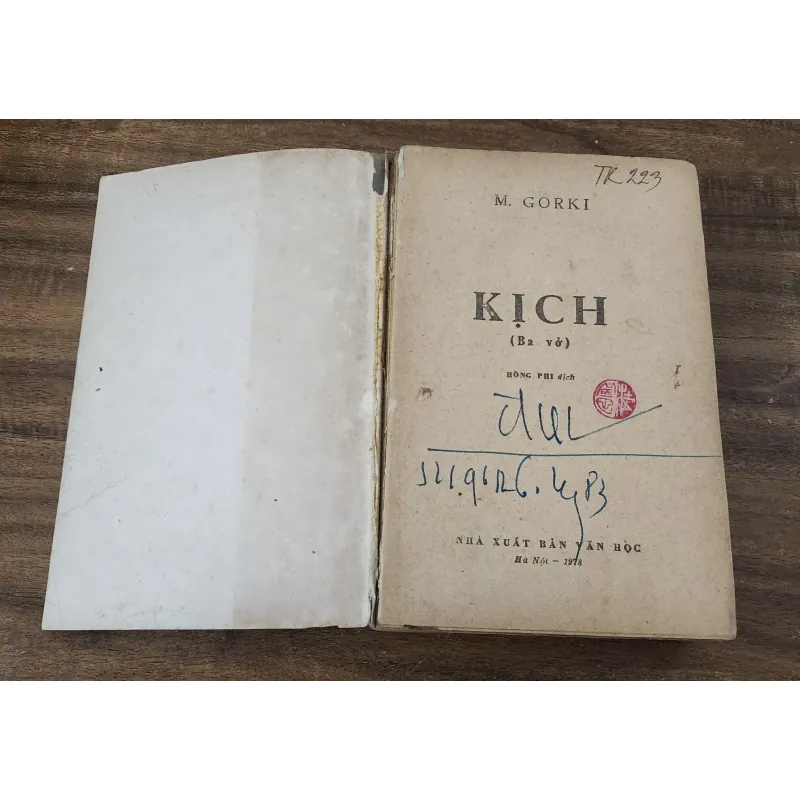 TK 223
M. GORKI
KỊCH
(Ba vở)
HỒNG PHI dịch
NHÀ XUẤT BẢN VĂN HỌC
Hà Nội — 1978